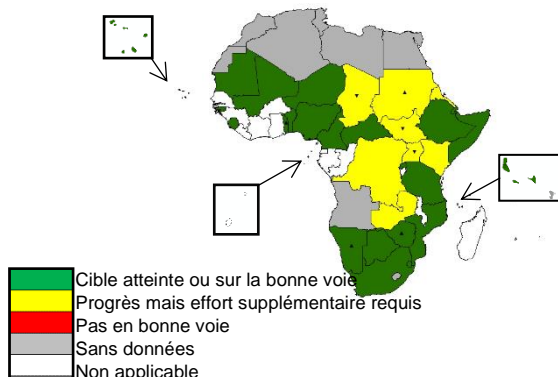 Cible atteinte ou sur la bonne voie
Progrès mais effort supplémentaire requis
Pas en bonne voie
Sans données
Non applicable